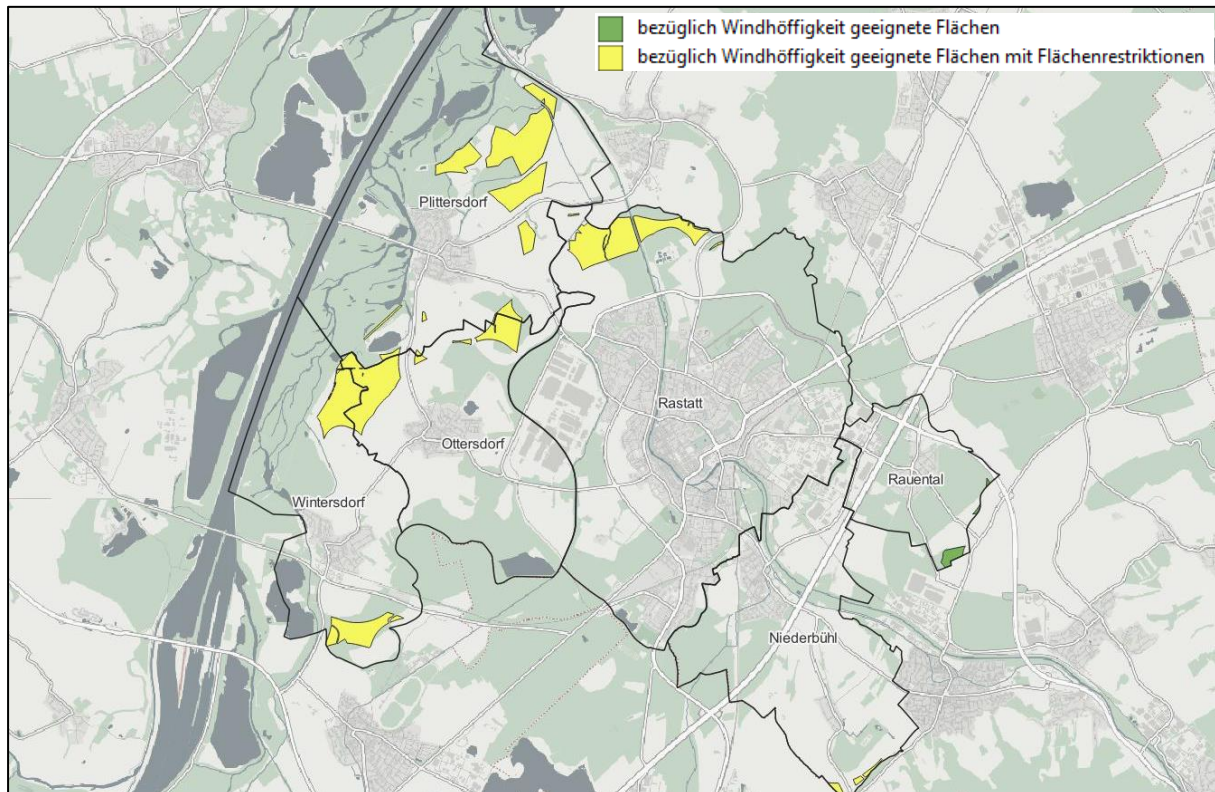 bezüglich Windhöffigkeit geeignete Flächen
bezüglich Windhöffigkeit geeignete Flächen mit Flächenrestriktionen
Plittersdorf
Rastatt
Ottersdorf
Rauental
Wintersdorf
Niederbühl